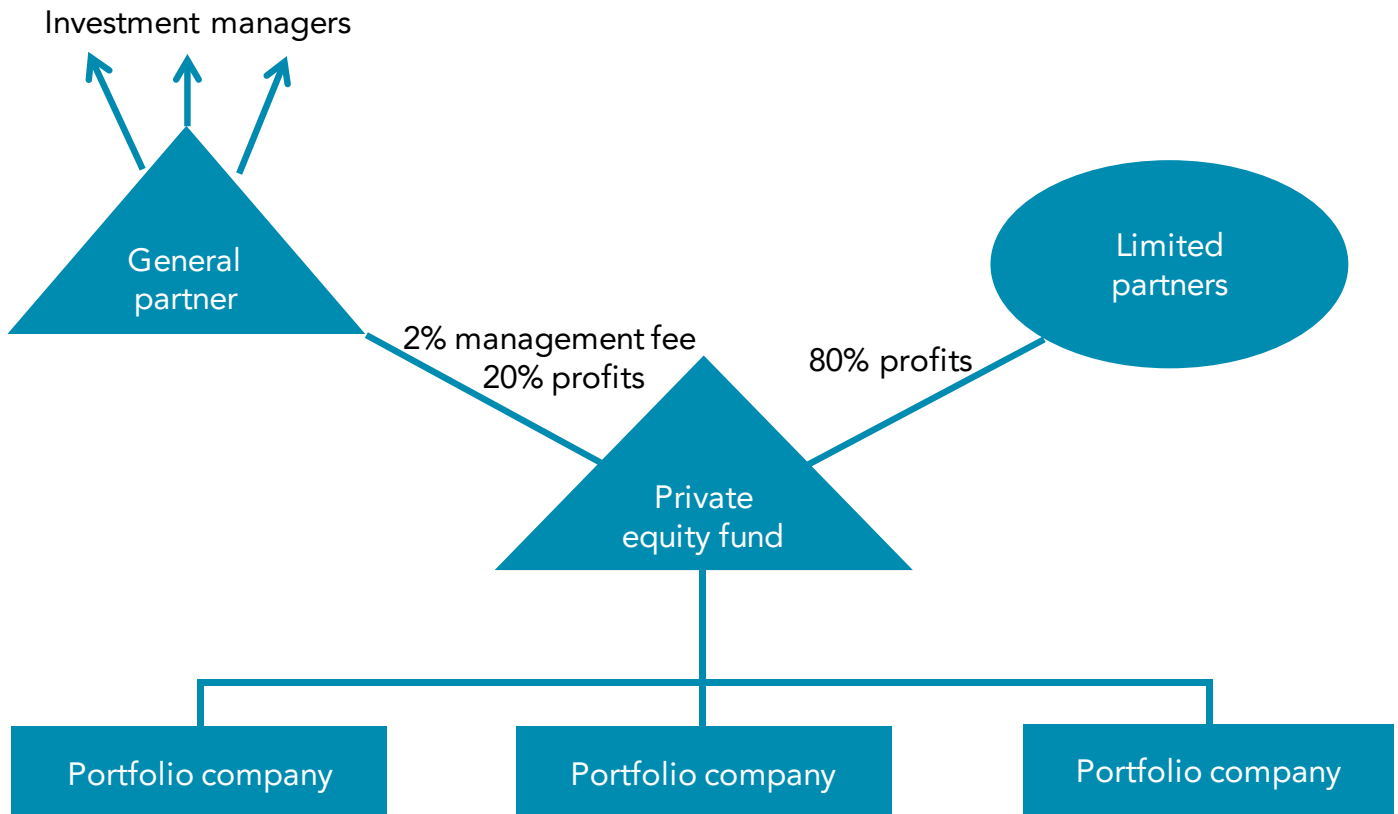 Investment managers
General
partner
Limited
partners
2% management fee
20% profits
80% profits
Private
equity fund
Portfolio company
Portfolio company
Portfolio company